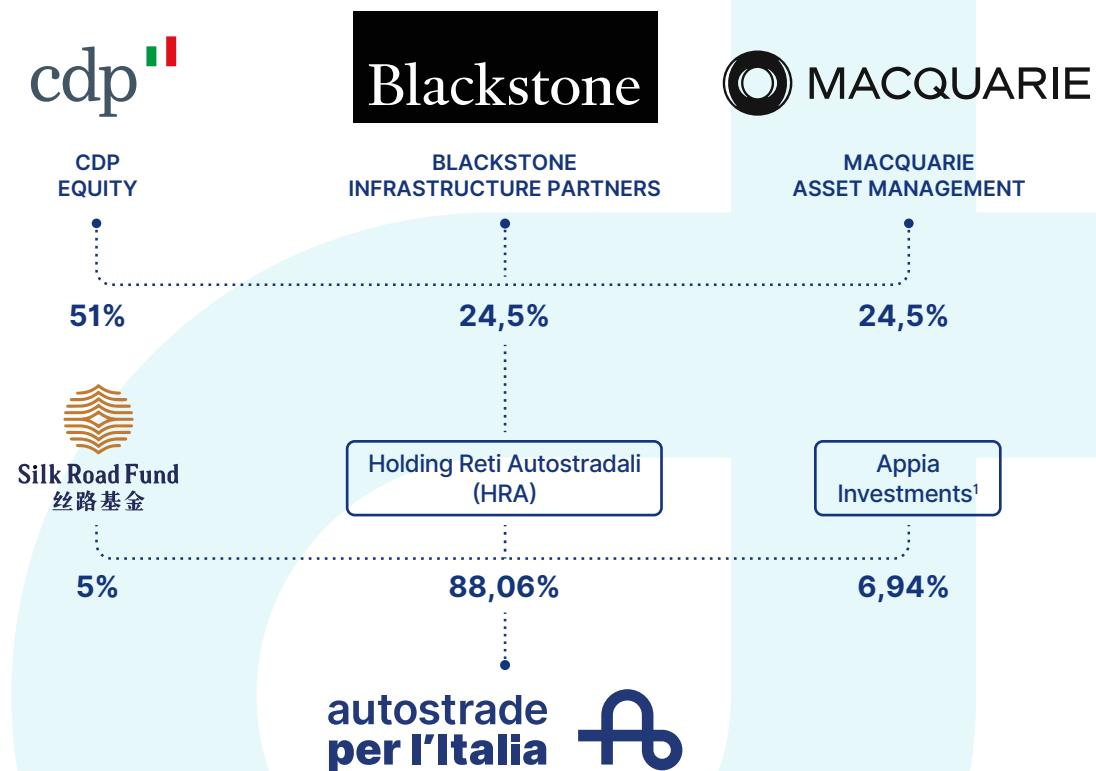 cdp
Blackstone
MACQUARIE
CDP
EQUITY
BLACKSTONE
INFRASTRUCTURE PARTNERS
MACQUARIE
ASSET MANAGEMENT
51%
24,5%
24,5%
Silk Road Fund
丝路基金
Holding Reti Autostradali
(HRA)
Appia
Investments¹
5%
88,06%
6,94%
autostrade
per l'Italia